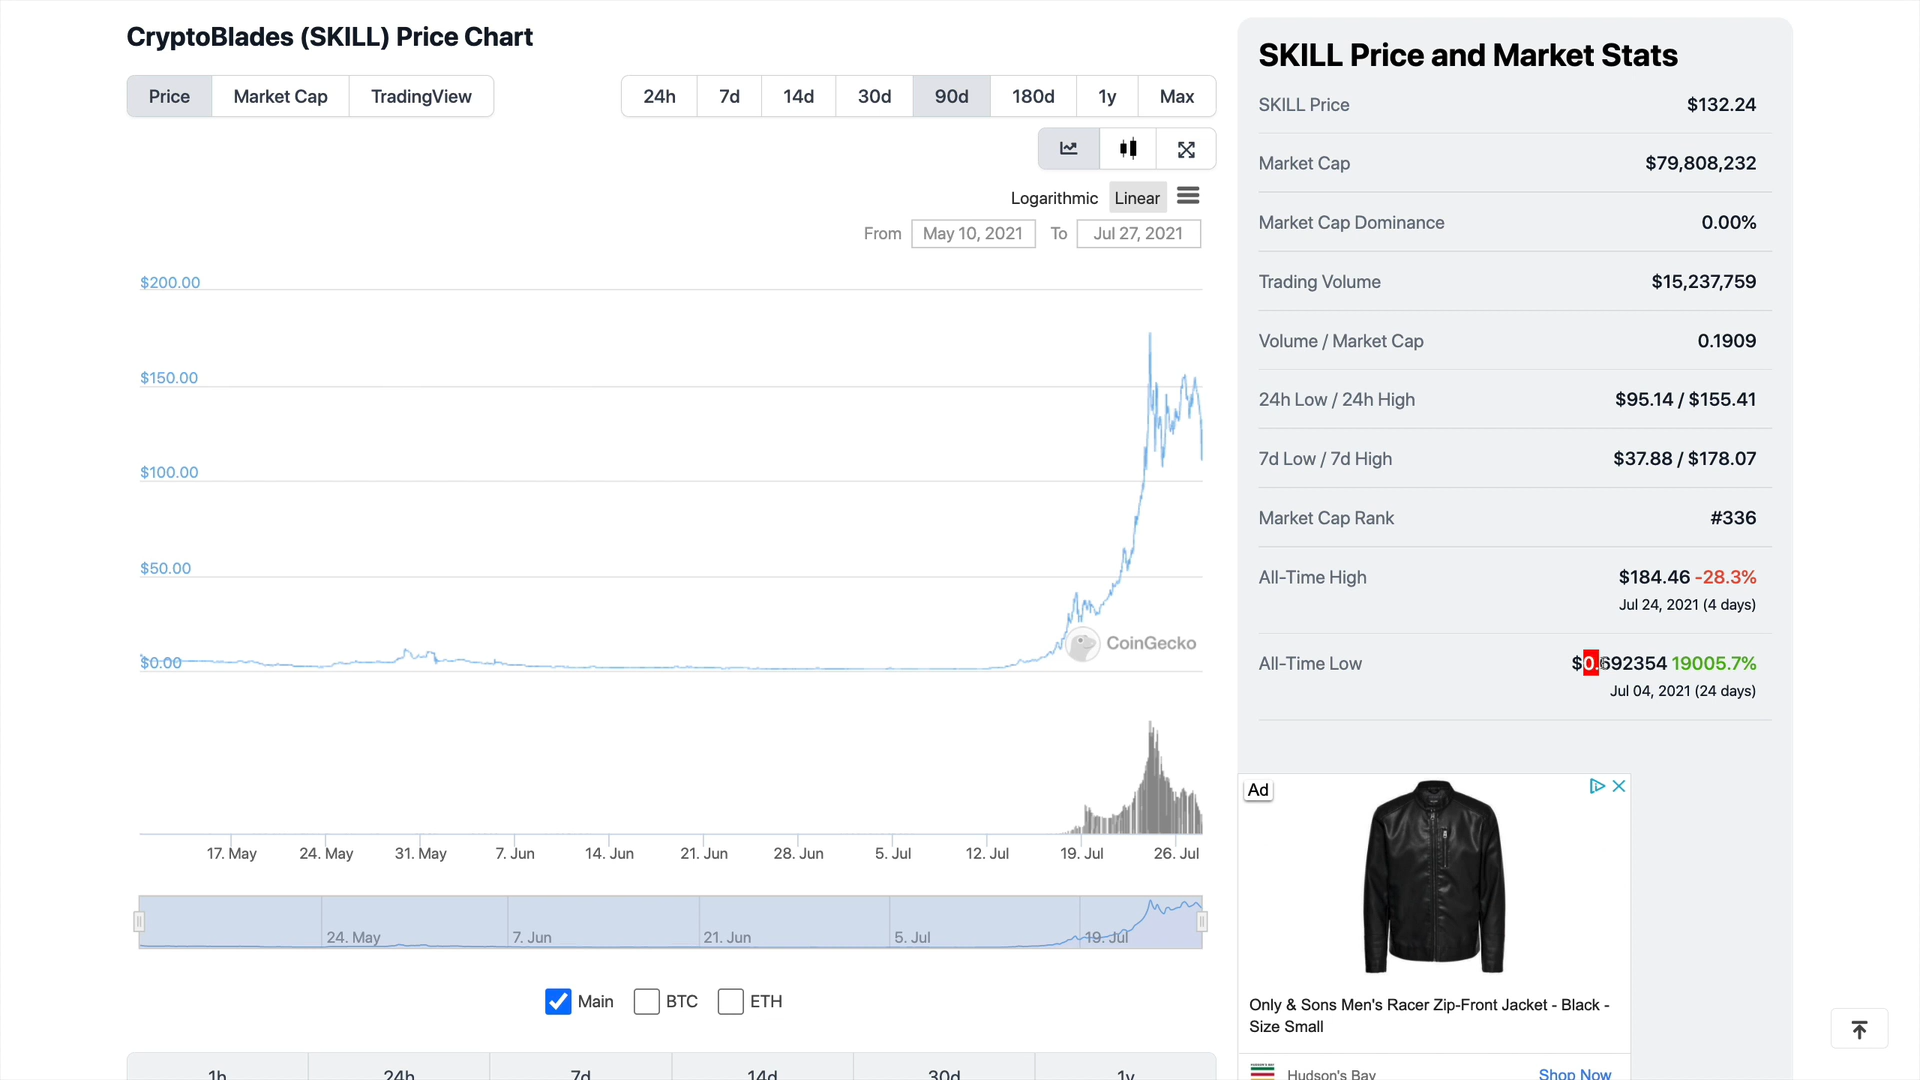 CryptoBlades (SKILL) Price Chart
Price Market Cap TradingView
24h 7d 14d 30d 90d 180d 1y Max
Logarithmic Linear
From May 10, 2021 To Jul 27, 2021
$200.00
$150.00
$100.00
$50.00
$0.00
CoinGecko
17. May 24. May 31. May 7. Jun 14. Jun 21. Jun 28. Jun 5. Jul 12. Jul 19. Jul 26. Jul
24. May 7. Jun 21. Jun 5. Jul 19. Jul
Main BTC ETH
1h 24h 7d 14d 30d 1y
SKILL Price and Market Stats
SKILL Price $132.24
Market Cap $79,808,232
Market Cap Dominance 0.00%
Trading Volume $15,237,759
Volume / Market Cap 0.1909
24h Low / 24h High $95.14 / $155.41
7d Low / 7d High $37.88 / $178.07
Market Cap Rank #336
All-Time High $184.46 -28.3%
Jul 24, 2021 (4 days)
All-Time Low $0.692354 19005.7%
Jul 04, 2021 (24 days)
Ad
Only & Sons Men's Racer Zip-Front Jacket - Black -
Size Small
Hudson's Bay Shop Now